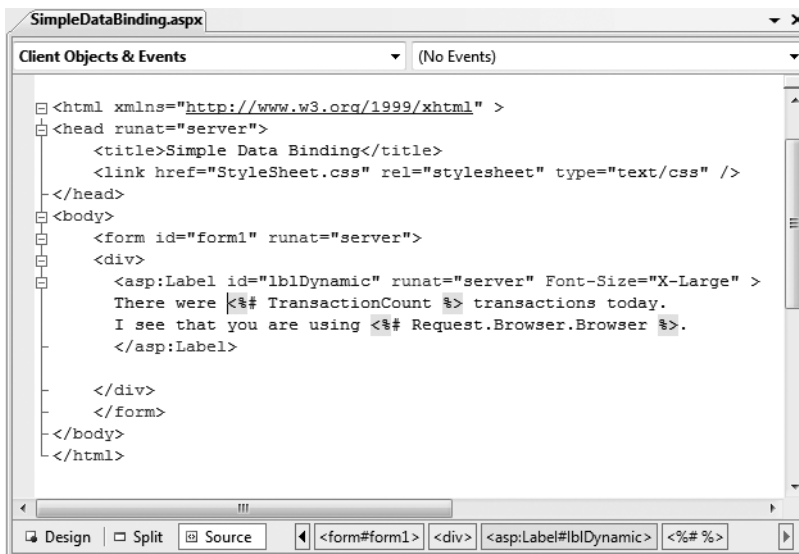 SimpleDataBinding.aspx
Client Objects & Events (No Events)
<html xmlns="http://www.w3.org/1999/xhtml" >
<head runat="server">
<title>Simple Data Binding</title>
<link href="StyleSheet.css" rel="stylesheet" type="text/css" />
</head>
<body>
<form id="form1" runat="server">
<div>
<asp:Label id="lblDynamic" runat="server" Font-Size="X-Large" >
There were <%# TransactionCount %> transactions today.
I see that you are using <%# Request.Browser.Browser %>.
</asp:Label>
</div>
</form>
</body>
</html>
Design Split Source <form#form1> <div> <asp:Label#lblDynamic> <%# %>